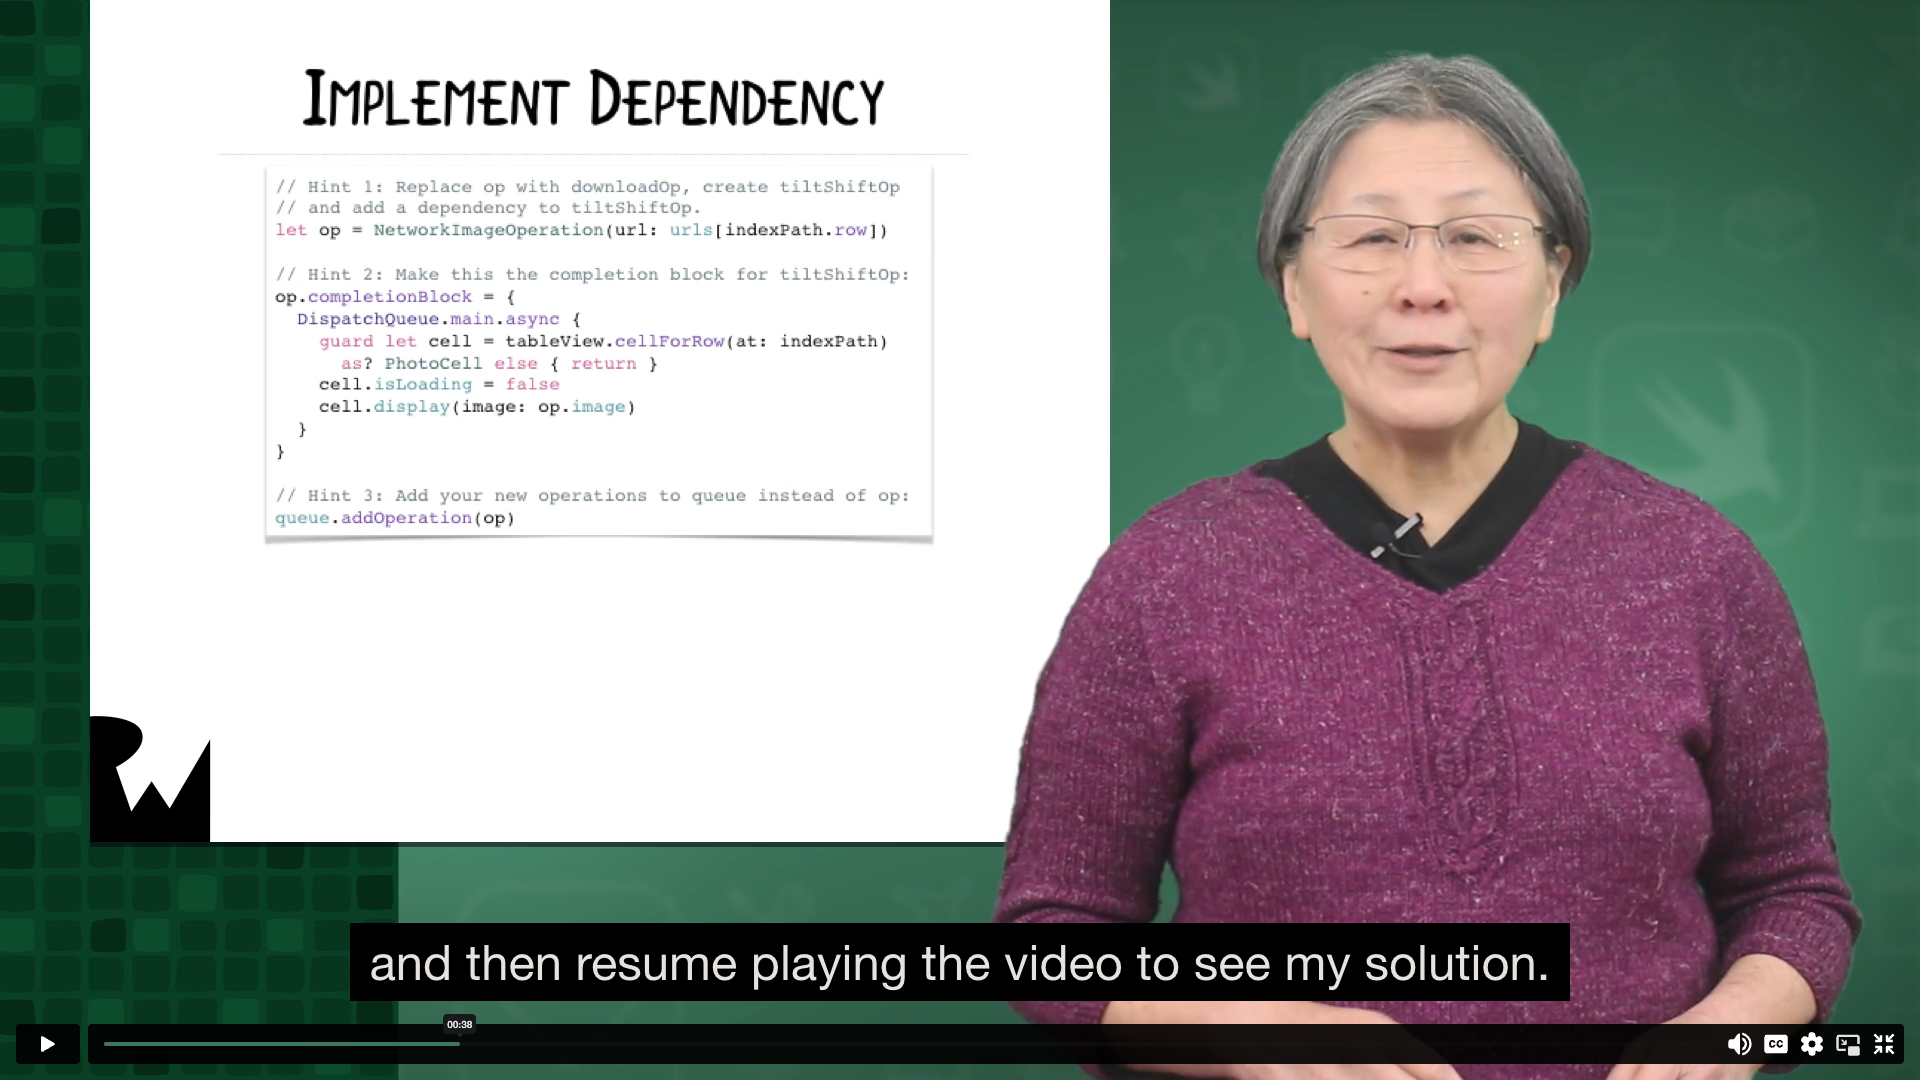 IMPLEMENT DEPENDENCY
// Hint 1: Replace op with downloadOp, create tiltShiftOp
// and add a dependency to tiltShiftOp.
let op = NetworkImageOperation(url: urls[indexPath.row])
// Hint 2: Make this the completion block for tiltShiftOp:
op.completionBlock = {
DispatchQueue.main.async {
guard let cell = tableView.cellForRow(at: indexPath)
as? PhotoCell else { return }
cell.isLoading = false
cell.display(image: op.image)
}
}
// Hint 3: Add your new operations to queue instead of op:
queue.addOperation(op)
RW
and then resume playing the video to see my solution.
00:38
CC